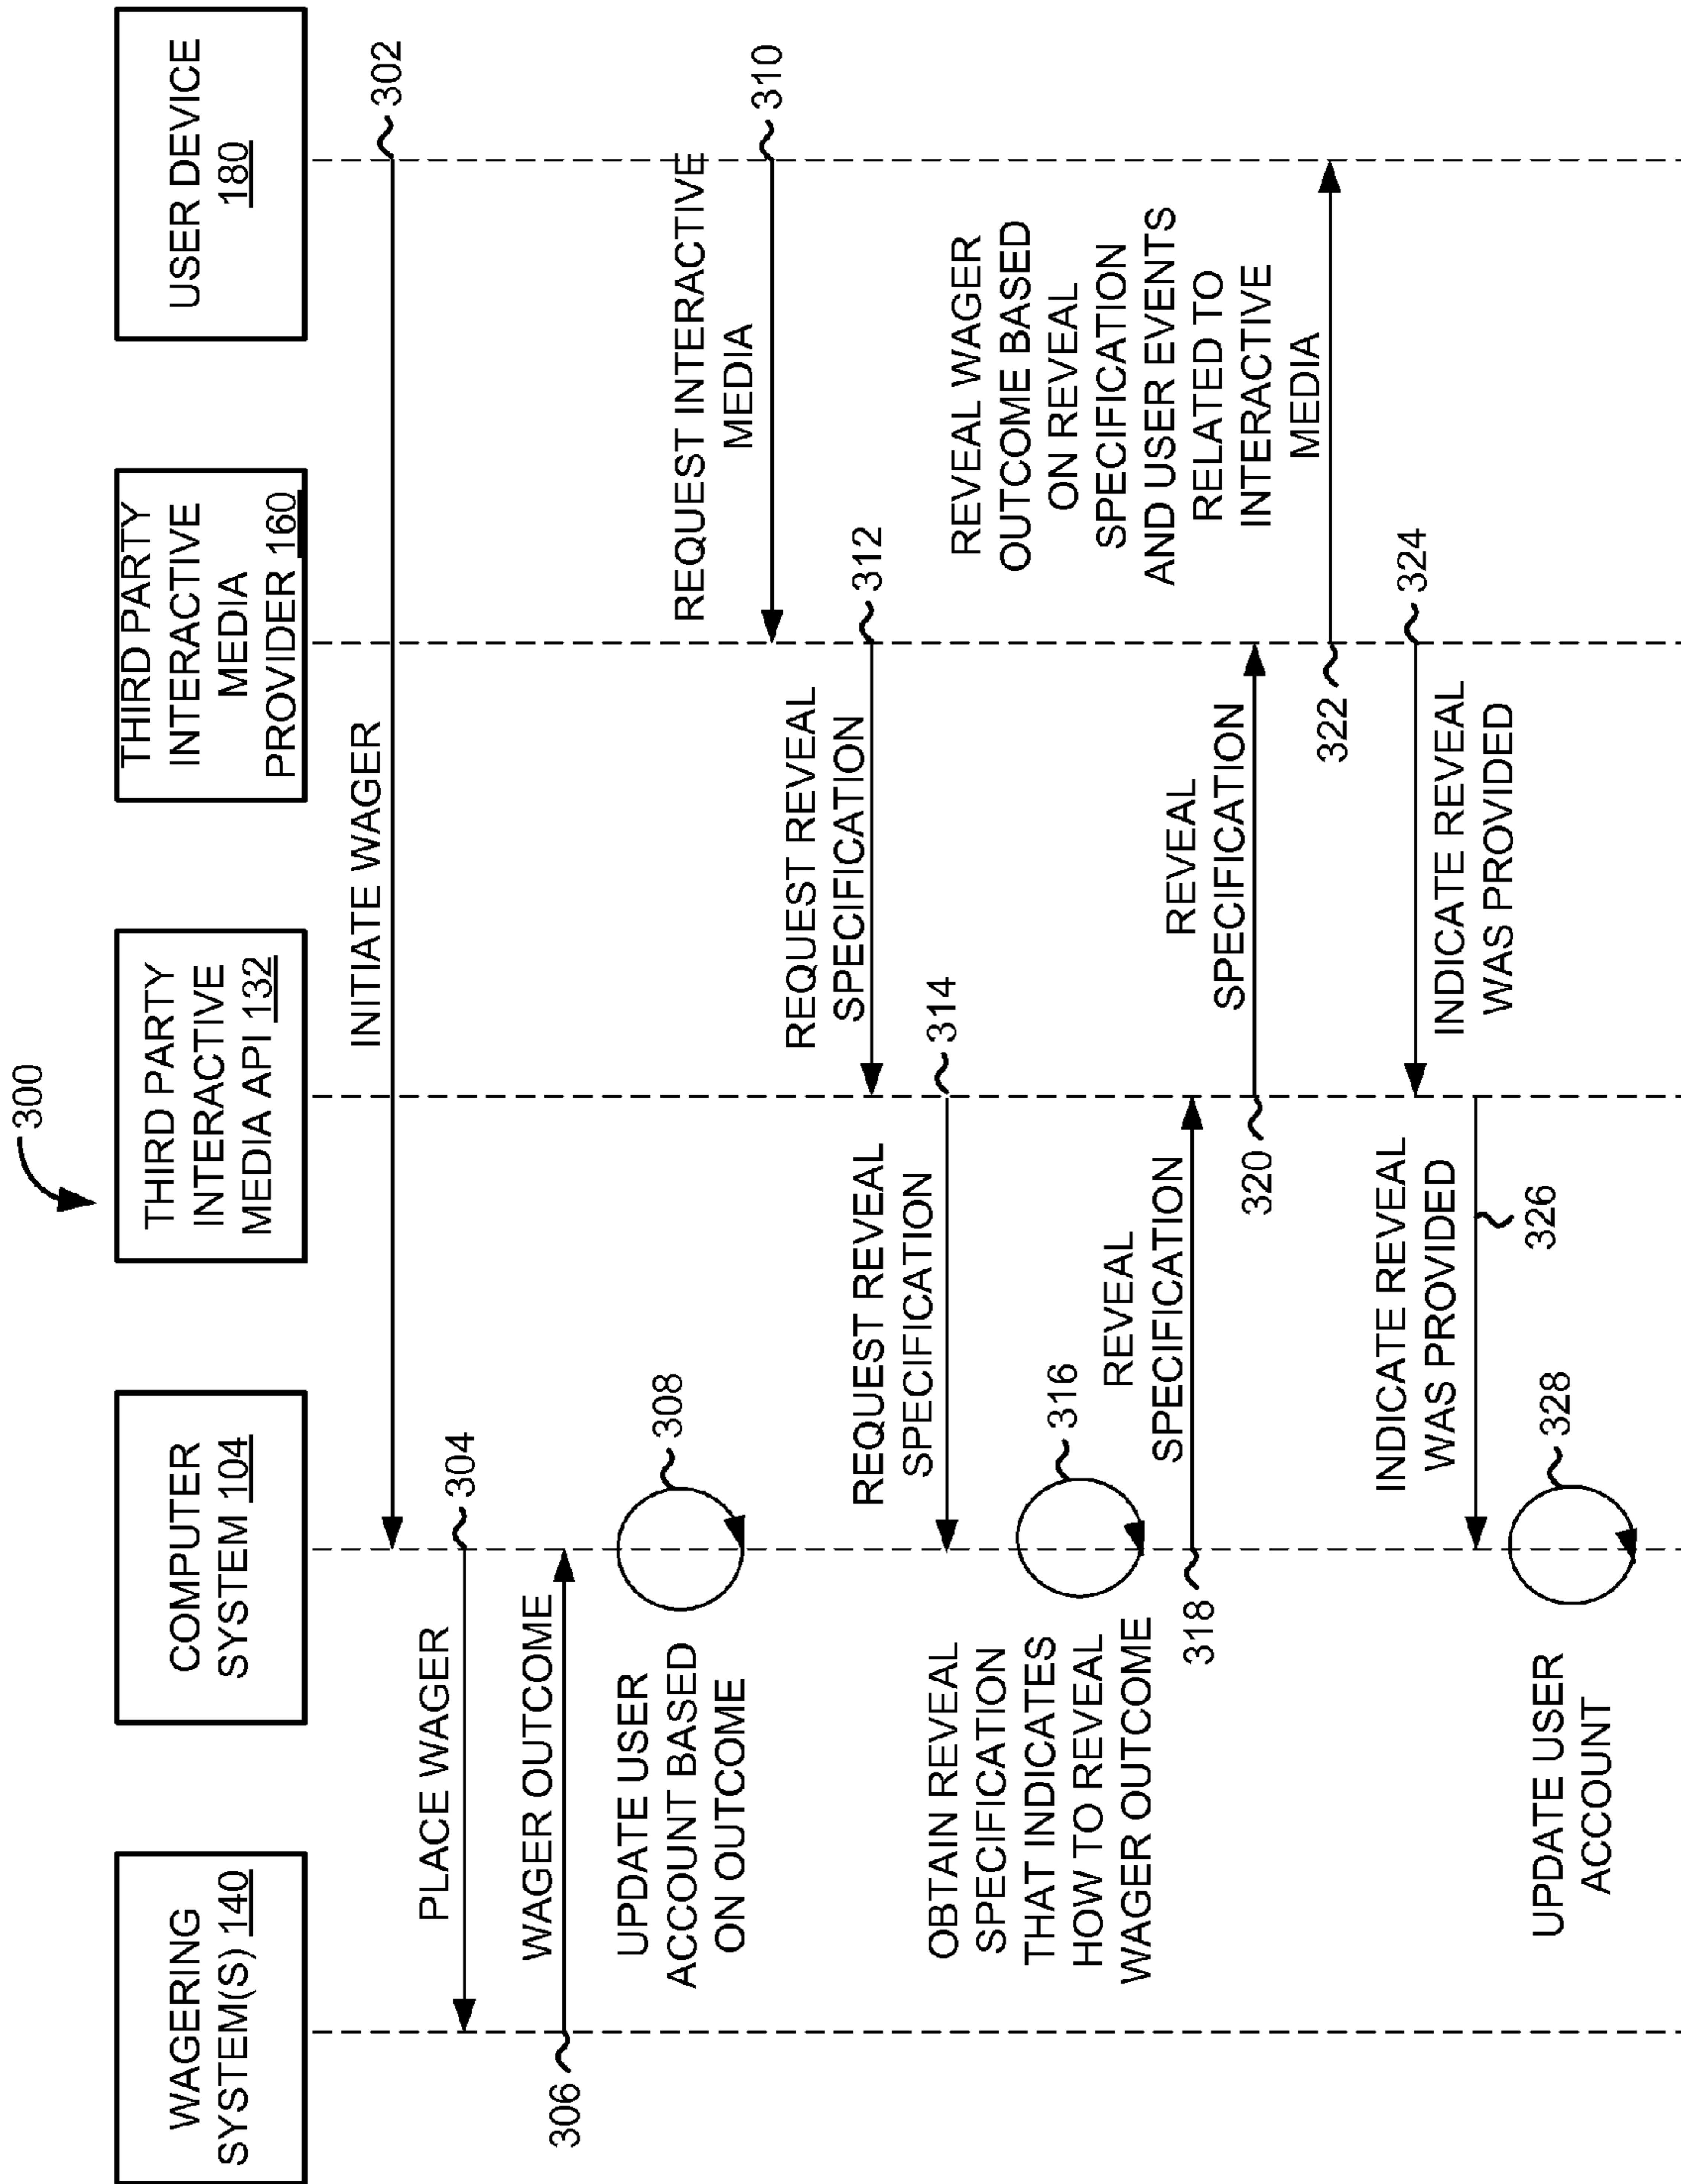 300
WAGERING
SYSTEM(S) 140
COMPUTER
SYSTEM 104
THIRD PARTY
INTERACTIVE
MEDIA API 132
THIRD PARTY
INTERACTIVE
MEDIA
PROVIDER 160
USER DEVICE
180
INITIATE WAGER
302
PLACE WAGER
304
WAGER OUTCOME
306
UPDATE USER
ACCOUNT BASED
ON OUTCOME
308
REQUEST INTERACTIVE
MEDIA
310
REQUEST REVEAL
SPECIFICATION
312
REQUEST REVEAL
SPECIFICATION
314
OBTAIN REVEAL
SPECIFICATION
THAT INDICATES
HOW TO REVEAL
WAGER OUTCOME
316
REVEAL
SPECIFICATION
318
REVEAL
SPECIFICATION
320
REVEAL WAGER
OUTCOME BASED
ON REVEAL
SPECIFICATION
AND USER EVENTS
RELATED TO
INTERACTIVE
MEDIA
322
INDICATE REVEAL
WAS PROVIDED
324
INDICATE REVEAL
WAS PROVIDED
326
UPDATE USER
ACCOUNT
328